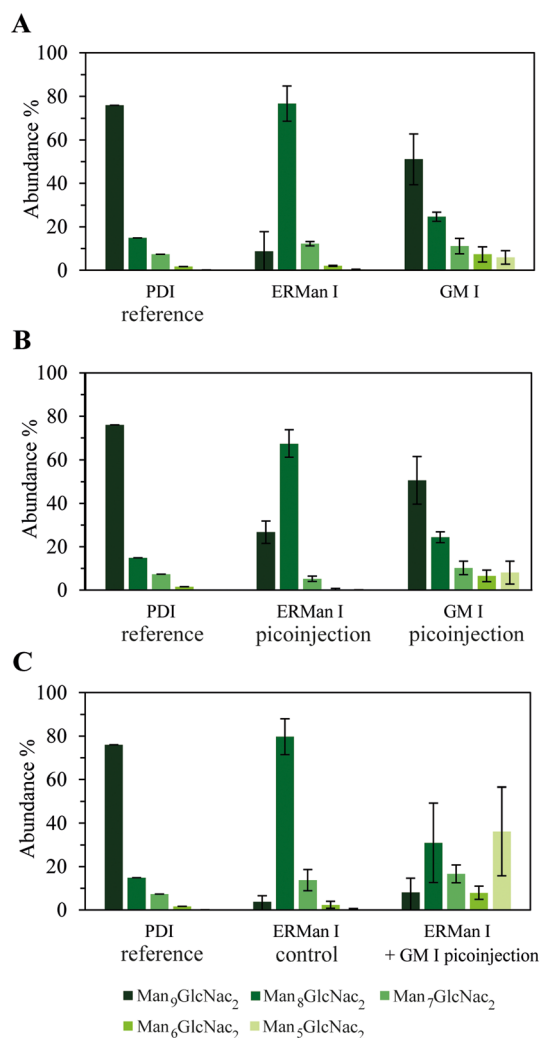 A
Abundance %
100
80
60
40
20
0
PDI
reference
ERMan I
GM I
B
Abundance %
100
80
60
40
20
0
PDI
reference
ERMan I
picoinjection
GM I
picoinjection
C
Abundance %
100
80
60
40
20
0
PDI
reference
ERMan I
control
ERMan I
+ GM I picoinjection
Man9GlcNac2 Man8GlcNac2 Man7GlcNac2
Man6GlcNac2 Man5GlcNac2